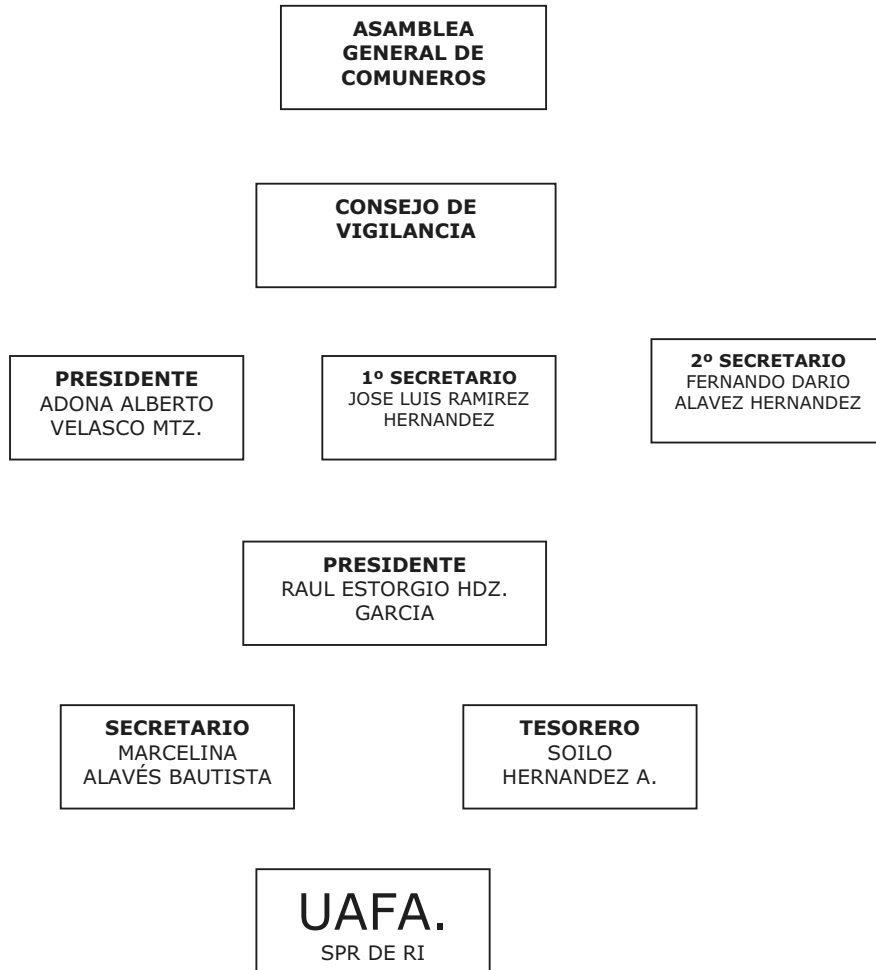 ASAMBLEA
GENERAL DE
COMUNEROS
CONSEJO DE
VIGILANCIA
PRESIDENTE
ADONA ALBERTO
VELASCO MTZ.
1º SECRETARIO
JOSE LUIS RAMIREZ
HERNANDEZ
2º SECRETARIO
FERNANDO DARIO
ALAVEZ HERNANDEZ
PRESIDENTE
RAUL ESTORGIO HDZ.
GARCIA
SECRETARIO
MARCELINA
ALAVÉS BAUTISTA
TESORERO
SOILO
HERNANDEZ A.
UAFA.
SPR DE RI